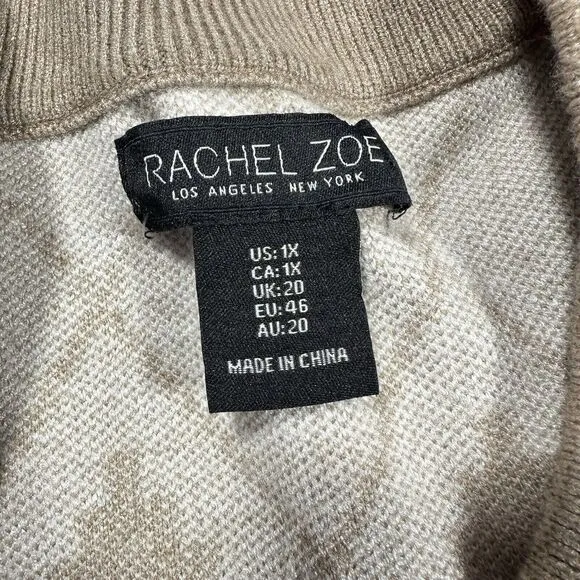 RACHEL ZOE
LOS ANGELES NEW YORK
US: 1X
CA: 1X
UK: 20
EU: 46
AU: 20
MADE IN CHINA